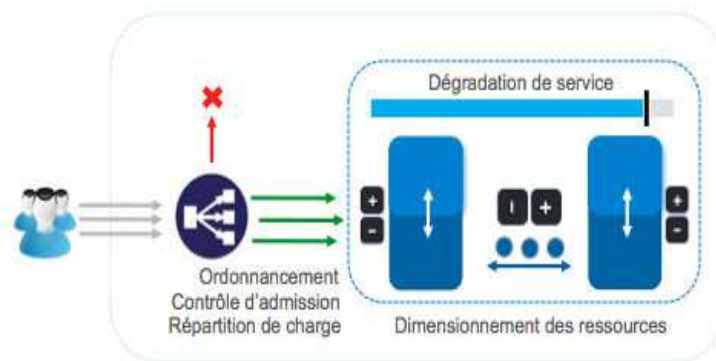 Dégradation de service
+
-
- +
+
-
Ordonnancement
Contrôle d'admission
Répartition de charge
Dimensionnement des ressources